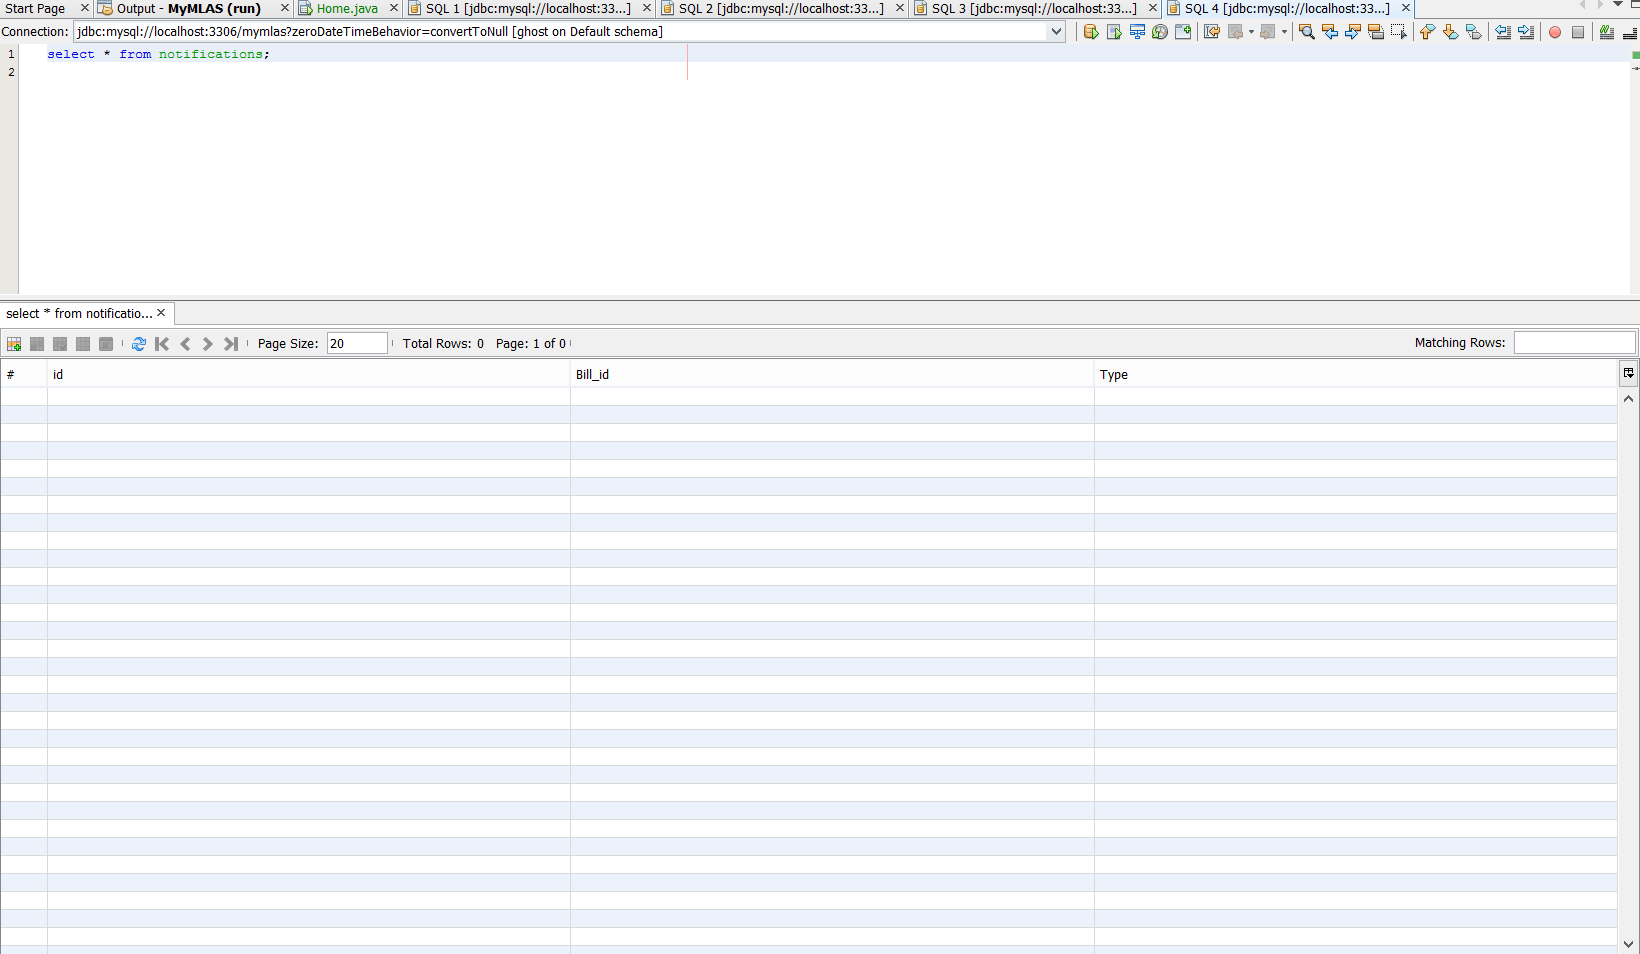 Start Page Output - MyMLAS (run) Home.java SQL 1 [jdbc:mysql://localhost:33...] SQL 2 [jdbc:mysql://localhost:33...] SQL 3 [jdbc:mysql://localhost:33...] SQL 4 [jdbc:mysql://localhost:33...]
Connection: jdbc:mysql://localhost:3306/mymlas?zeroDateTimeBehavior=convertToNull [ghost on Default schema]
1 select * from notifications;
2
select * from notificatio...
Page Size: 20 Total Rows: 0 Page: 1 of 0 Matching Rows:
# id Bill_id Type